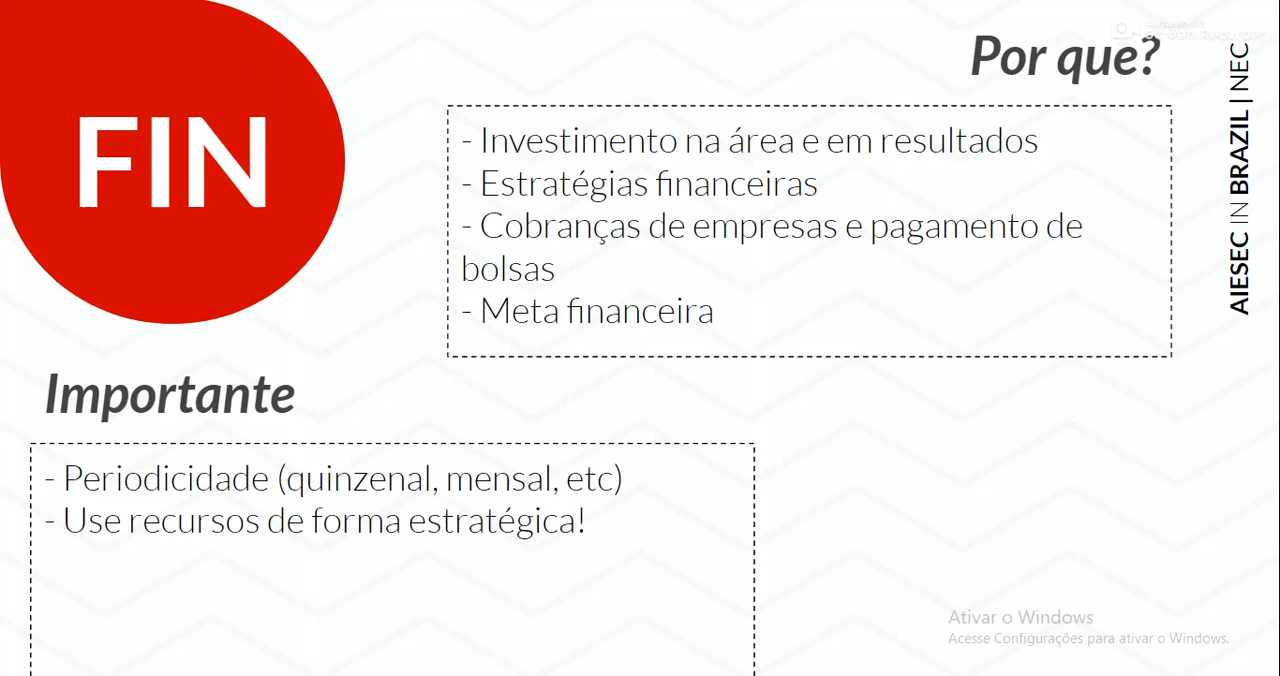 FIN
Por que?
- Investimento na área e em resultados
- Estratégias financeiras
- Cobranças de empresas e pagamento de
bolsas
- Meta financeira
AIESEC IN BRAZIL | NEC
Importante
- Periodicidade (quinzenal, mensal, etc)
- Use recursos de forma estratégica!
Ativar o Windows
Acesse Configurações para ativar o Windows.
Screen Recorder